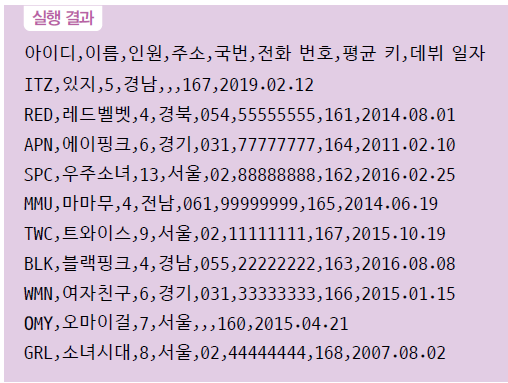 실행 결과
아이디,이름,인원,주소,국번,전화 번호,평균 키,데뷔 일자
ITZ,있지,5,경남,,,167,2019.02.12
RED,레드벨벳,4,경북,054,55555555,161,2014.08.01
APN,에이핑크,6,경기,031,77777777,164,2011.02.10
SPC,우주소녀,13,서울,02,88888888,162,2016.02.25
MMU,마마무,4,전남,061,99999999,165,2014.06.19
TWC,트와이스,9,서울,02,11111111,167,2015.10.19
BLK,블랙핑크,4,경남,055,22222222,163,2016.08.08
WMN,여자친구,6,경기,031,33333333,166,2015.01.15
OMY,오마이걸,7,서울,,,160,2015.04.21
GRL,소녀시대,8,서울,02,44444444,168,2007.08.02